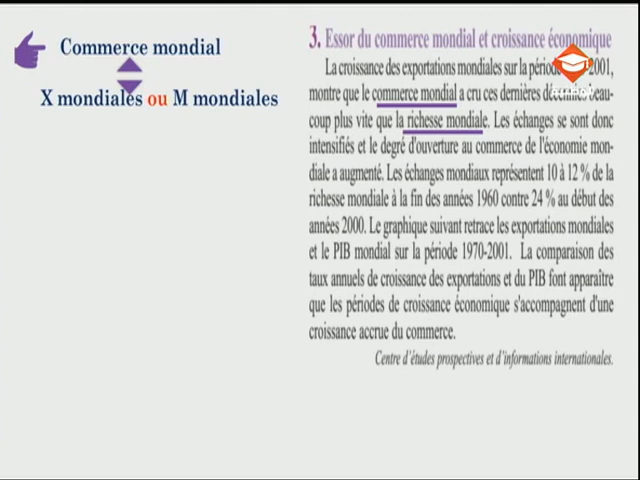 Commerce mondial
X mondiales ou M mondiales
3. Essor du commerce mondial et croissance économique
La croissance des exportations mondiales sur la période 2001,
montre que le commerce mondial a cru ces dernières décennies beau-
coup plus vite que la richesse mondiale. Les échanges se sont donc
intensifiés et le degré d'ouverture au commerce de l'économie mon-
diale a augmenté. Les échanges mondiaux représentent 10 à 12 % de la
richesse mondiale à la fin des années 1960 contre 24 % au début des
années 2000. Le graphique suivant retrace les exportations mondiales
et le PIB mondial sur la période 1970-2001. La comparaison des
taux annuels de croissance des exportations et du PIB font apparaître
que les périodes de croissance économique s'accompagnent d'une
croissance accrue du commerce.
Centre d'études prospectives et d'informations internationales.